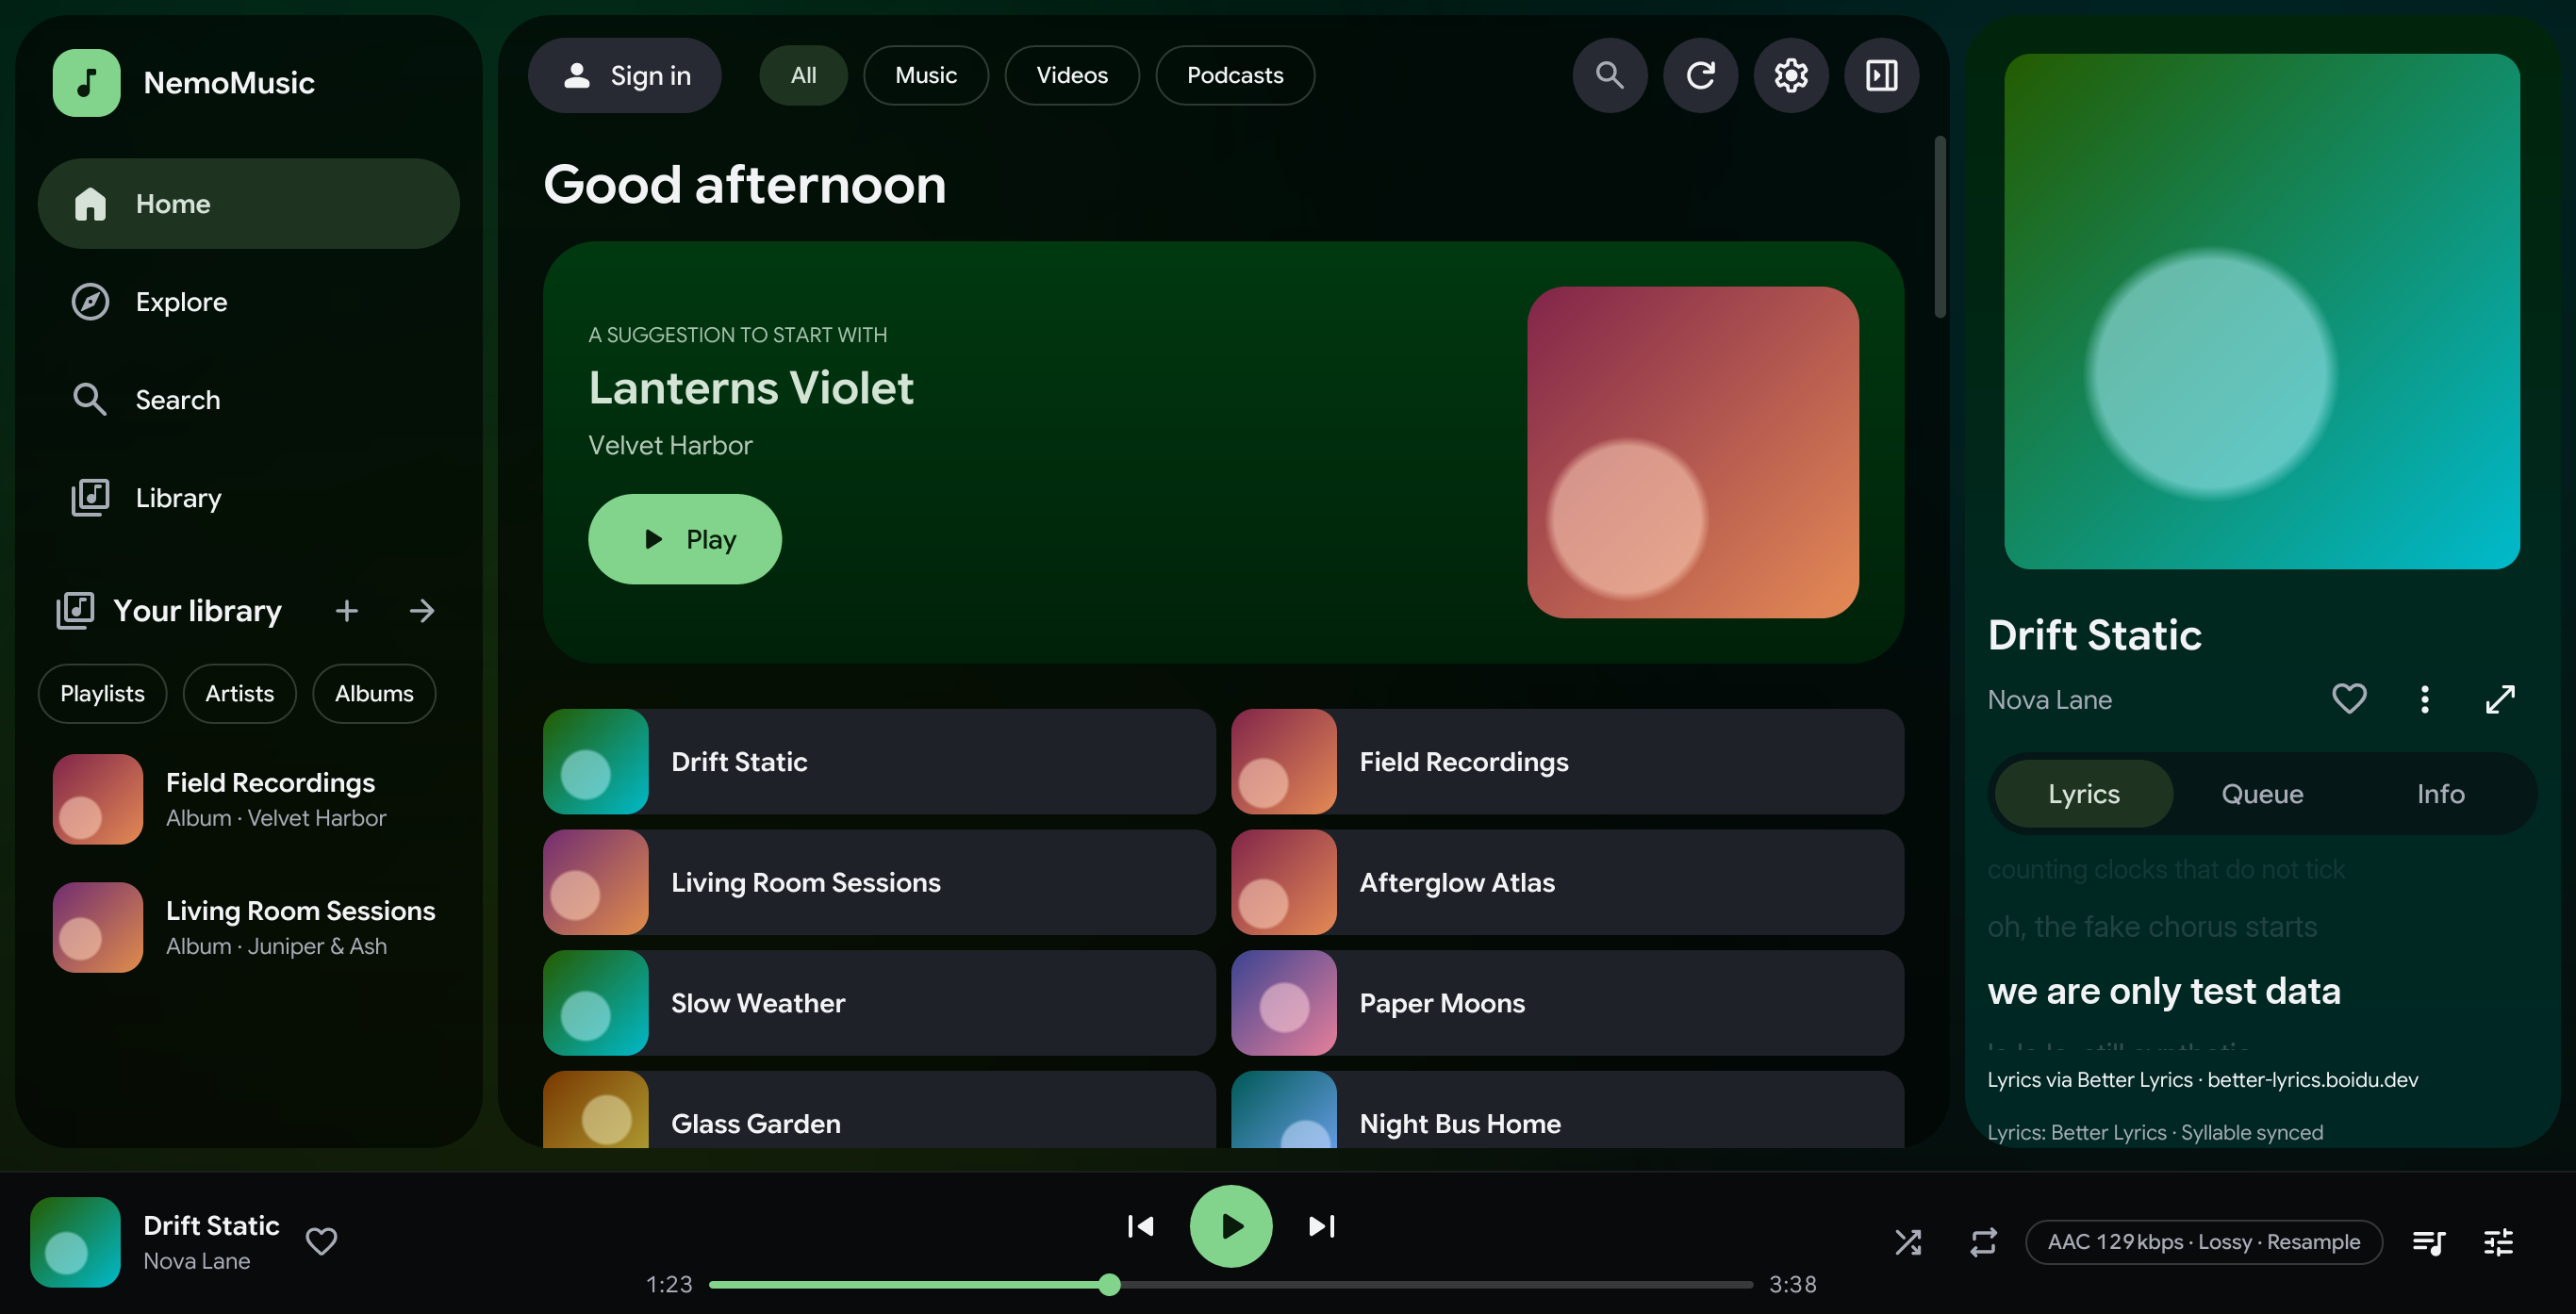 NemoMusic
Home
Explore
Search
Library
Your library
Playlists
Artists
Albums
Field Recordings
Album · Velvet Harbor
Living Room Sessions
Album · Juniper & Ash
Sign in
All
Music
Videos
Podcasts
Good afternoon
A SUGGESTION TO START WITH
Lanterns Violet
Velvet Harbor
Play
Drift Static
Field Recordings
Living Room Sessions
Afterglow Atlas
Slow Weather
Paper Moons
Glass Garden
Night Bus Home
Drift Static
Nova Lane
Lyrics
Queue
Info
counting clocks that do not tick
oh, the fake chorus starts
we are only test data
Lyrics via Better Lyrics · better-lyrics.boidu.dev
Lyrics: Better Lyrics · Syllable synced
Drift Static
Nova Lane
1:23
3:38
AAC 129 kbps · Lossy · Resample